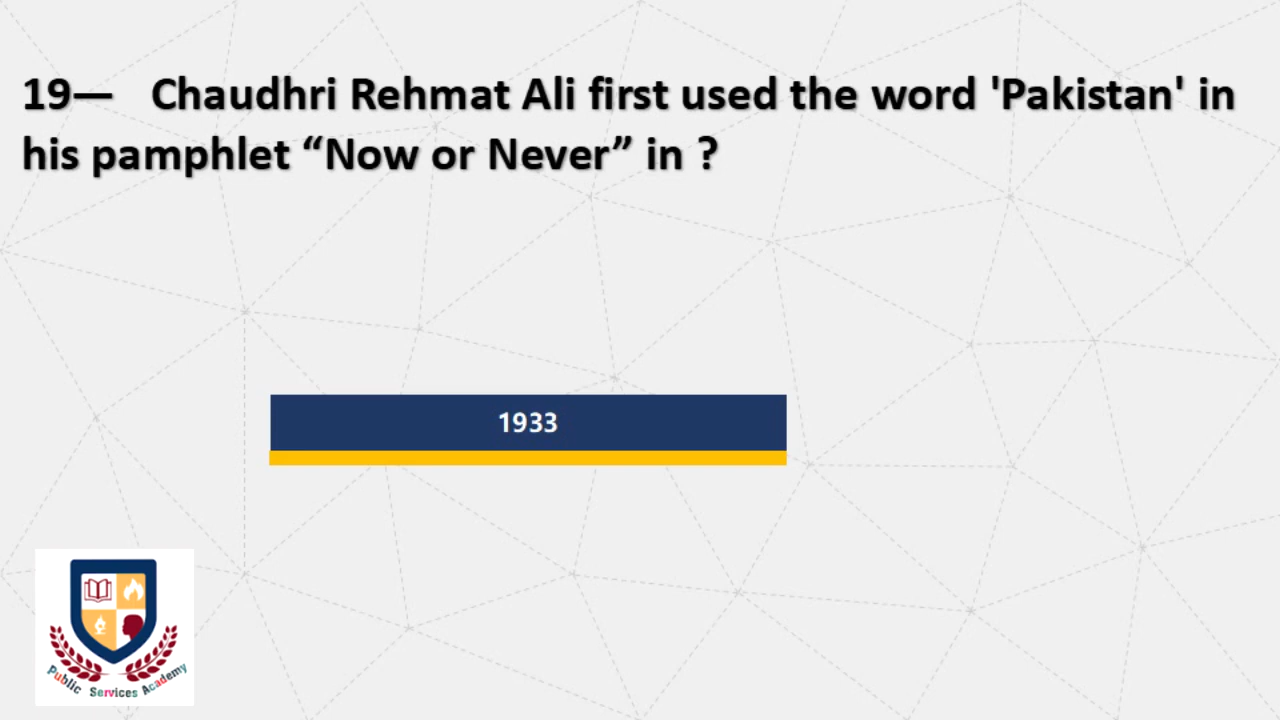 19— Chaudhri Rehmat Ali first used the word 'Pakistan' in
his pamphlet “Now or Never” in ?
1933
Public Services Academy